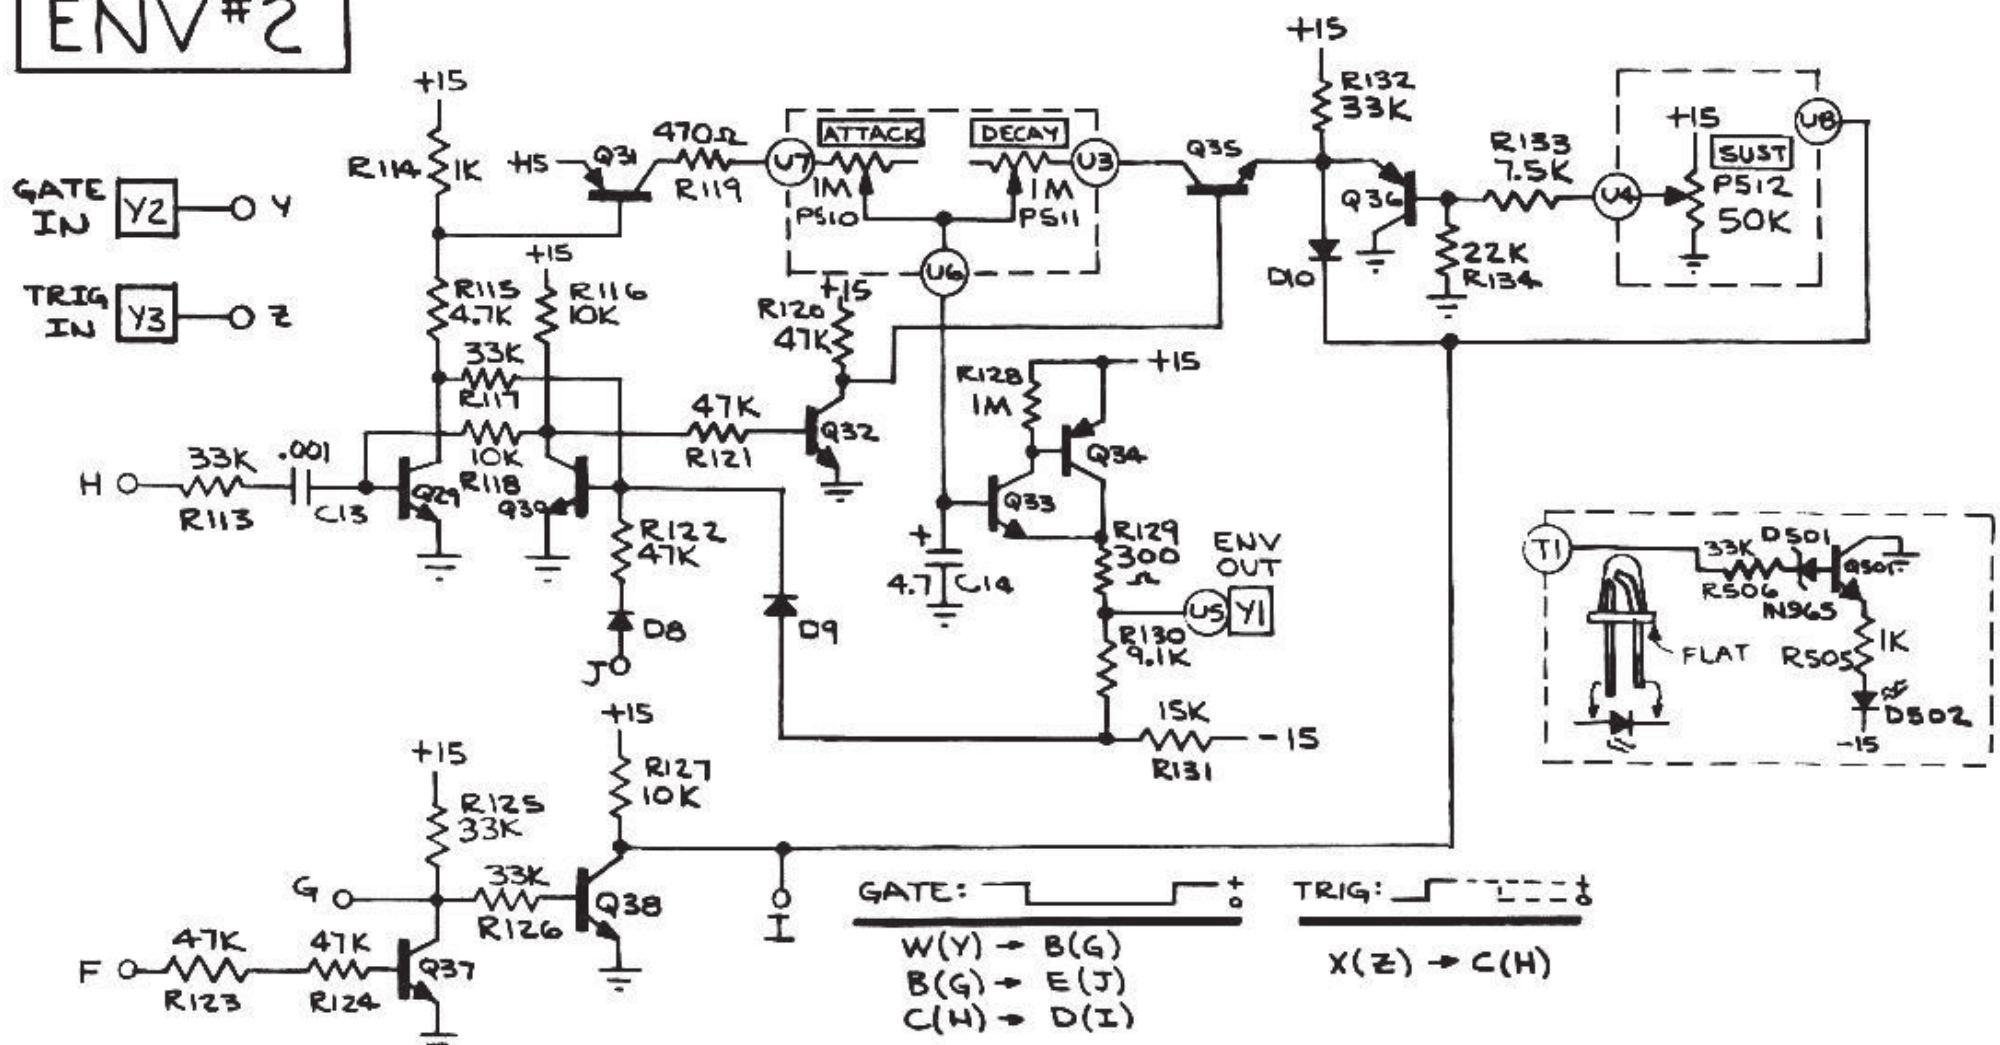 ENV #2
GATE IN Y2 Y
TRIG IN Y3 Z
+15
R114 1K
+15 Q31
470Ω
R119
U7
ATTACK
1M
P510
DECAY
1M
P511
U3
U6
Q35
+15
R132
33K
Q36
D10
R133
7.5K
22K
R134
U4
+15
SUST
P512
50K
U8
R115
4.7K
+15
R116
10K
33K
R117
10K
R118
H
33K
R113
.001
C13
Q29
Q30
47K
R121
+15
R120
47K
Q32
R128
1M
+15
Q34
Q33
+
4.7 C14
R129
300
Ω
ENV
OUT
U5 Y1
R130
9.1K
15K
R131
-15
R122
47K
D8
J
D9
T1
33K
R506
D501
IN965
Q501
FLAT
R505 1K
D502
-15
+15
R125
33K
+15
R127
10K
G
33K
R126
Q38
F
47K
R123
47K
R124
Q37
I
GATE: + 0
W(Y) → B(G)
B(G) → E(J)
C(H) → D(I)
TRIG: + 0
X(Z) → C(H)